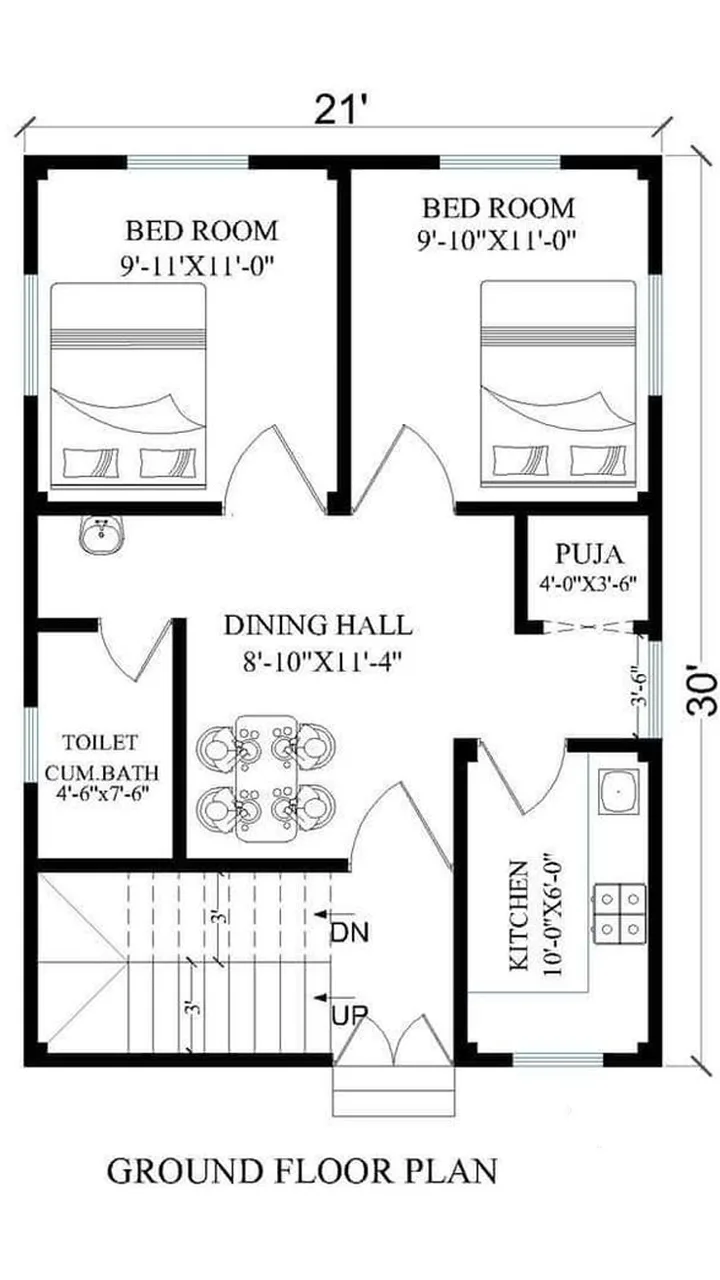 21'
BED ROOM
9'-11'X11'-0"
BED ROOM
9'-10"X11'-0"
PUJA
4'-0"X3'-6"
DINING HALL
8'-10"X11'-4"
3'-6"
30'
TOILET
CUM.BATH
4'-6"x7'-6"
KITCHEN
10'-0"X6'-0"
3'
DN
3'
UP
GROUND FLOOR PLAN